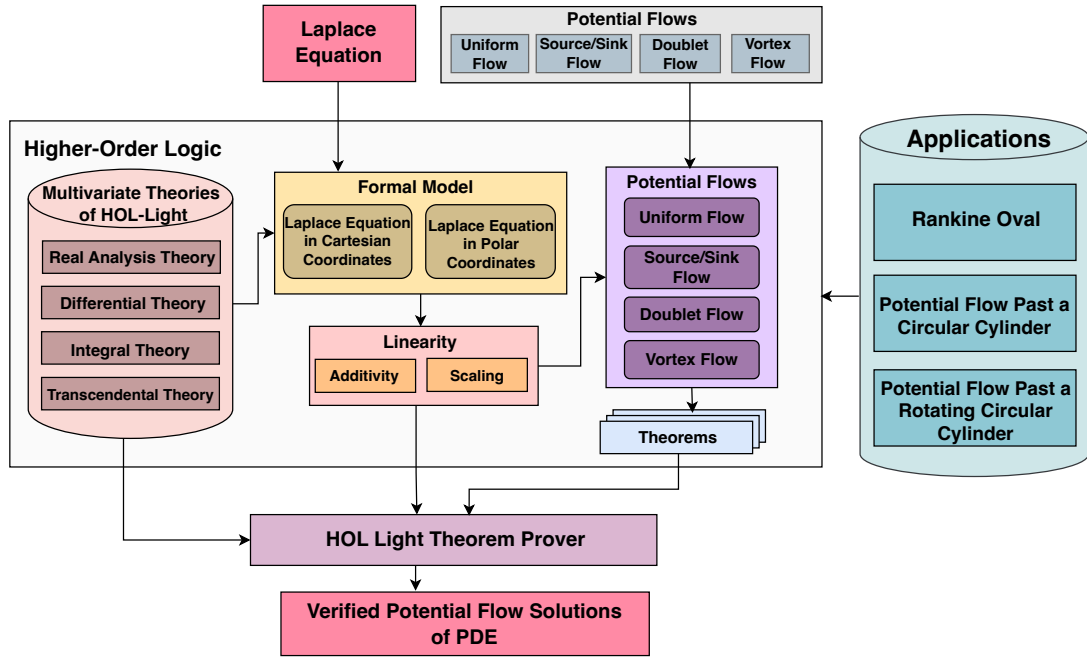 Laplace
Equation
Potential Flows
Uniform
Flow
Source/Sink
Flow
Doublet
Flow
Vortex
Flow
Higher-Order Logic
Multivariate Theories
of HOL-Light
Real Analysis Theory
Differential Theory
Integral Theory
Transcendental Theory
Formal Model
Laplace Equation
in Cartesian
Coordinates
Laplace Equation
in Polar
Coordinates
Linearity
Additivity
Scaling
Potential Flows
Uniform Flow
Source/Sink
Flow
Doublet Flow
Vortex Flow
Theorems
Applications
Rankine Oval
Potential Flow Past a
Circular Cylinder
Potential Flow Past a
Rotating Circular
Cylinder
HOL Light Theorem Prover
Verified Potential Flow Solutions
of PDE